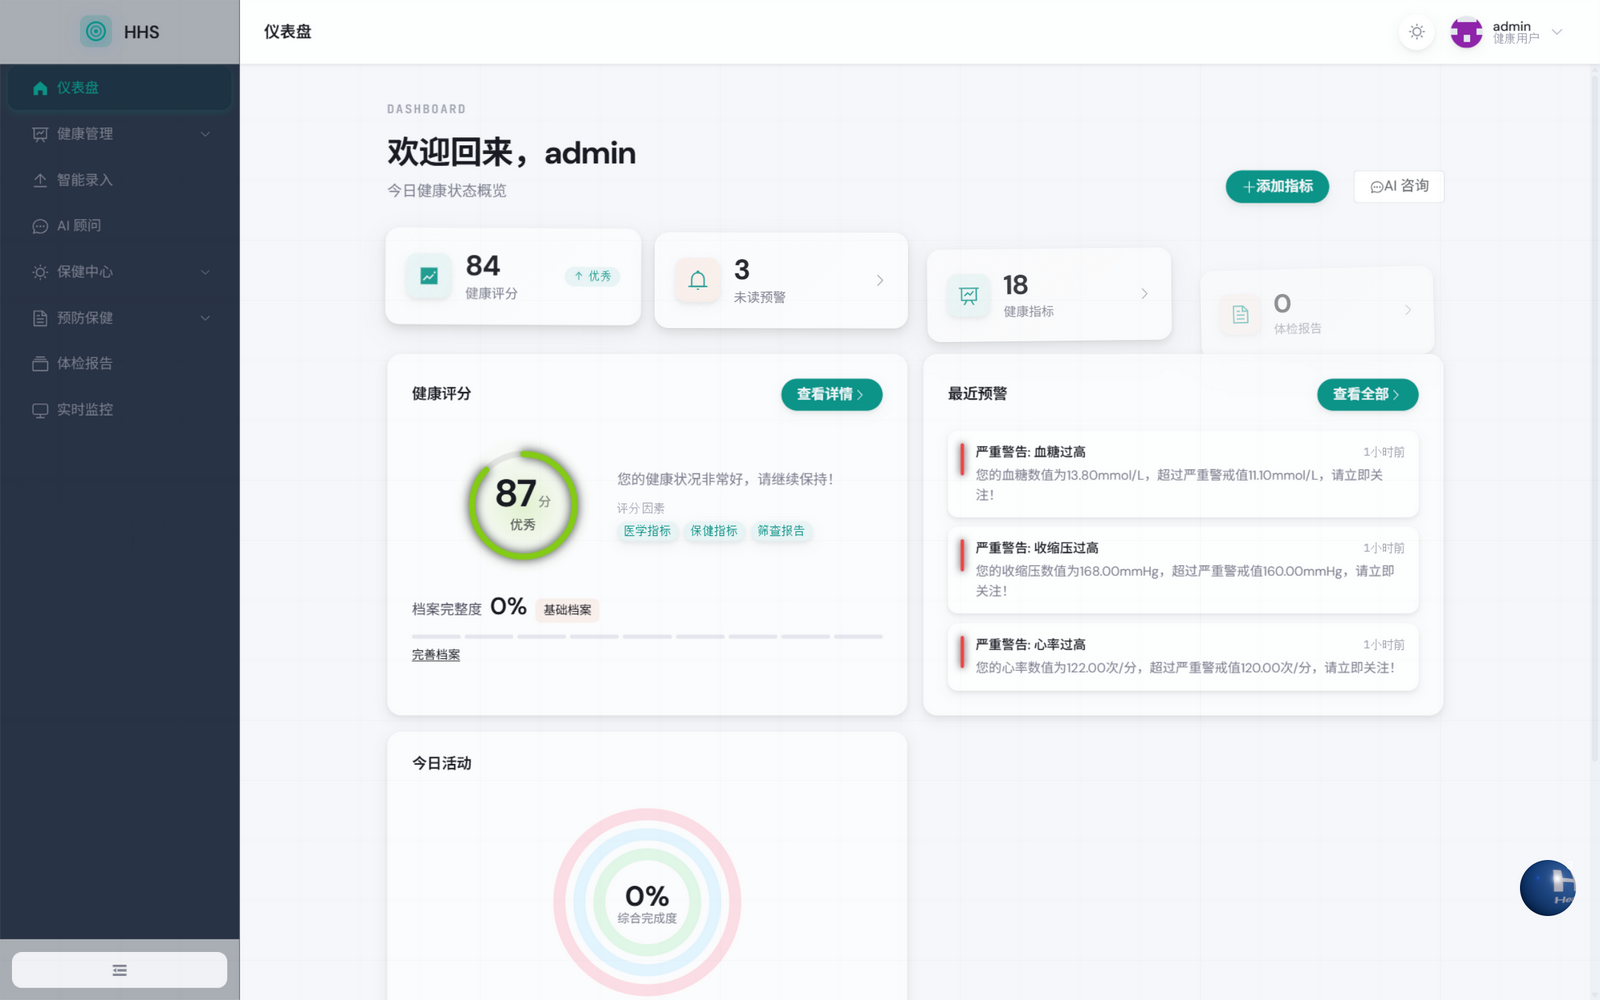 HHS
仪表盘
健康管理
智能录入
AI 顾问
保健中心
预防保健
体检报告
实时监控
仪表盘
admin
健康用户
DASHBOARD
欢迎回来，admin
今日健康状态概览
添加指标
AI 咨询
84
健康评分
↑ 优秀
3
未读预警
18
健康指标
0
体检报告
健康评分
查看详情
87分
优秀
您的健康状况非常好，请继续保持！
评分因素
医学指标 保健指标 筛查报告
档案完整度 0% 基础档案
完善档案
最近预警
查看全部
严重警告: 血糖过高
1小时前
您的血糖数值为13.80mmol/L，超过严重警戒值11.10mmol/L，请立即关
注！
严重警告: 收缩压过高
1小时前
您的收缩压数值为168.00mmHg，超过严重警戒值160.00mmHg，请立即
关注！
严重警告: 心率过高
1小时前
您的心率数值为122.00次/分，超过严重警戒值120.00次/分，请立即关注！
今日活动
0%
综合完成度